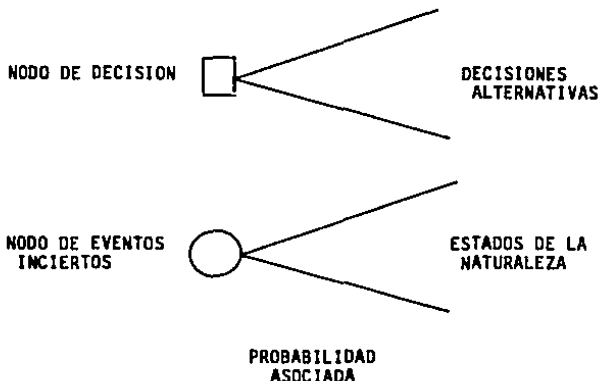 NODO DE DECISION
DECISIONES
ALTERNATIVAS
NODO DE EVENTOS
INCIERTOS
ESTADOS DE LA
NATURALEZA
PROBABILIDAD
ASOCIADA